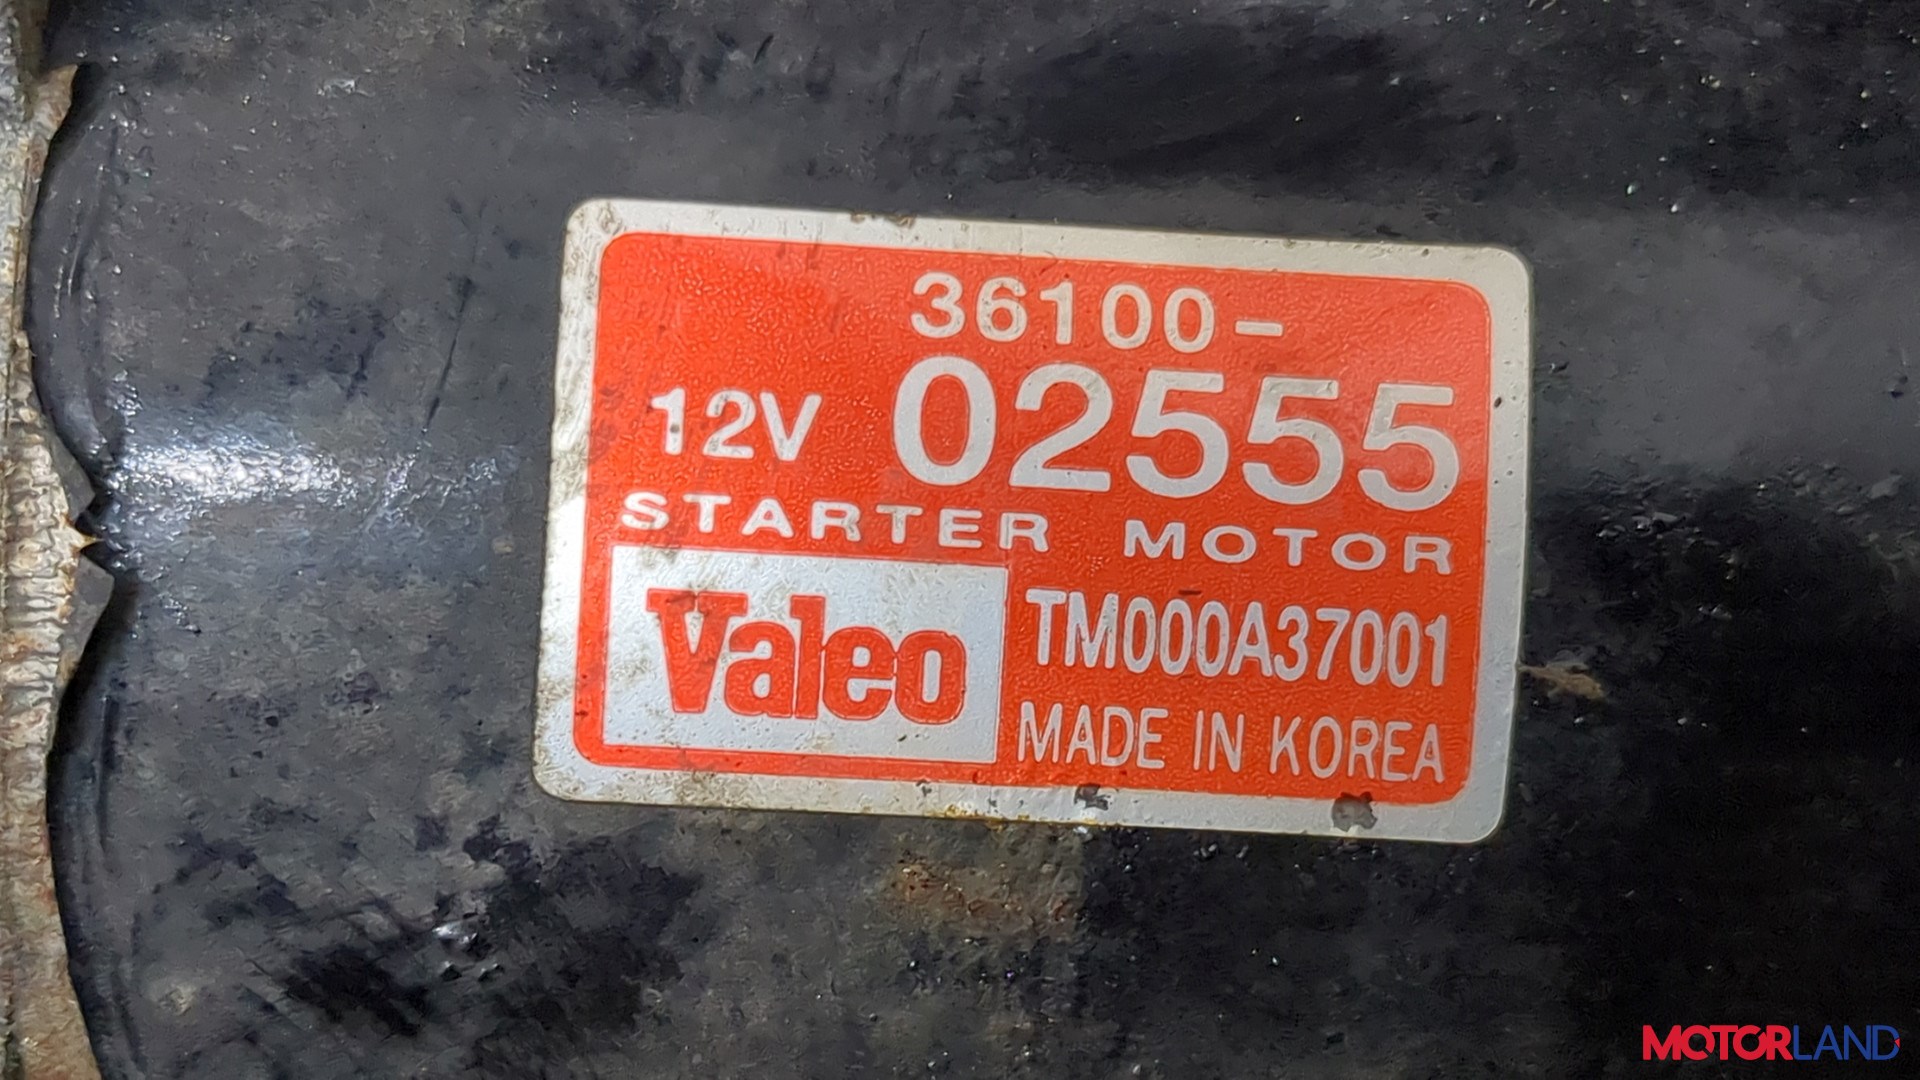 36100-
12V 02555
STARTER MOTOR
Valeo TM000A37001
MADE IN KOREA
MOTORLAND